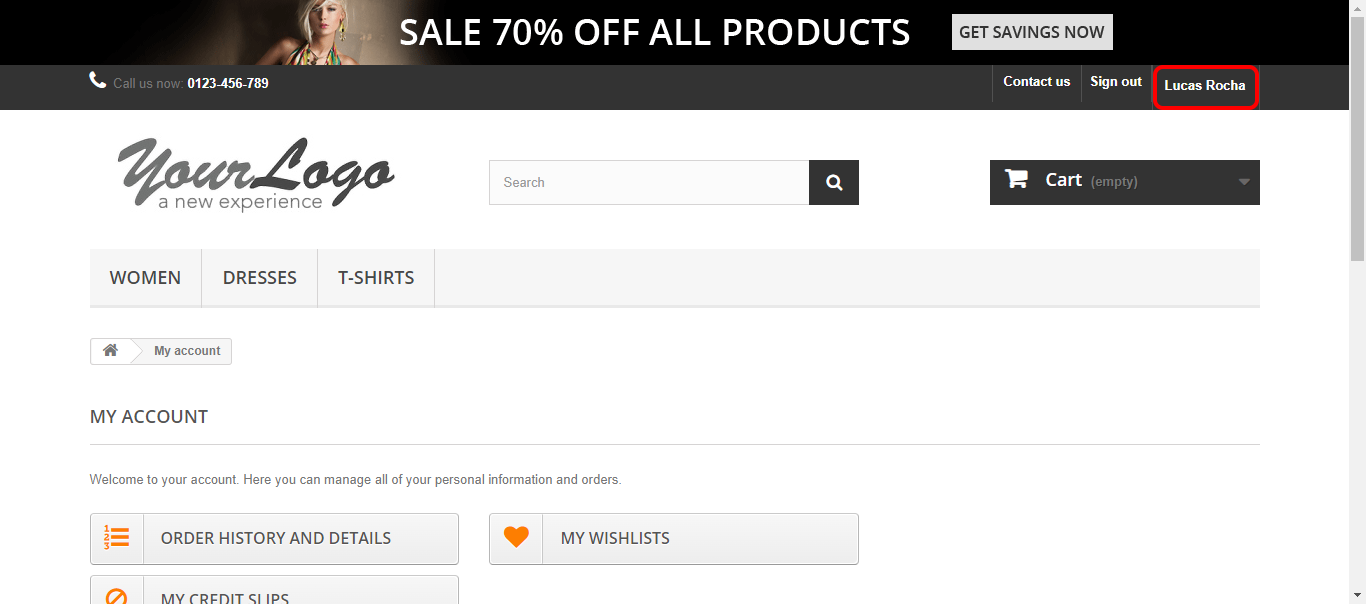 SALE 70% OFF ALL PRODUCTS GET SAVINGS NOW
Call us now: 0123-456-789 Contact us Sign out Lucas Rocha
YourLogo
a new experience
Search
Cart (empty)
WOMEN DRESSES T-SHIRTS
My account
MY ACCOUNT
Welcome to your account. Here you can manage all of your personal information and orders.
1
2
3
ORDER HISTORY AND DETAILS
MY WISHLISTS
MY CREDIT SLIPS